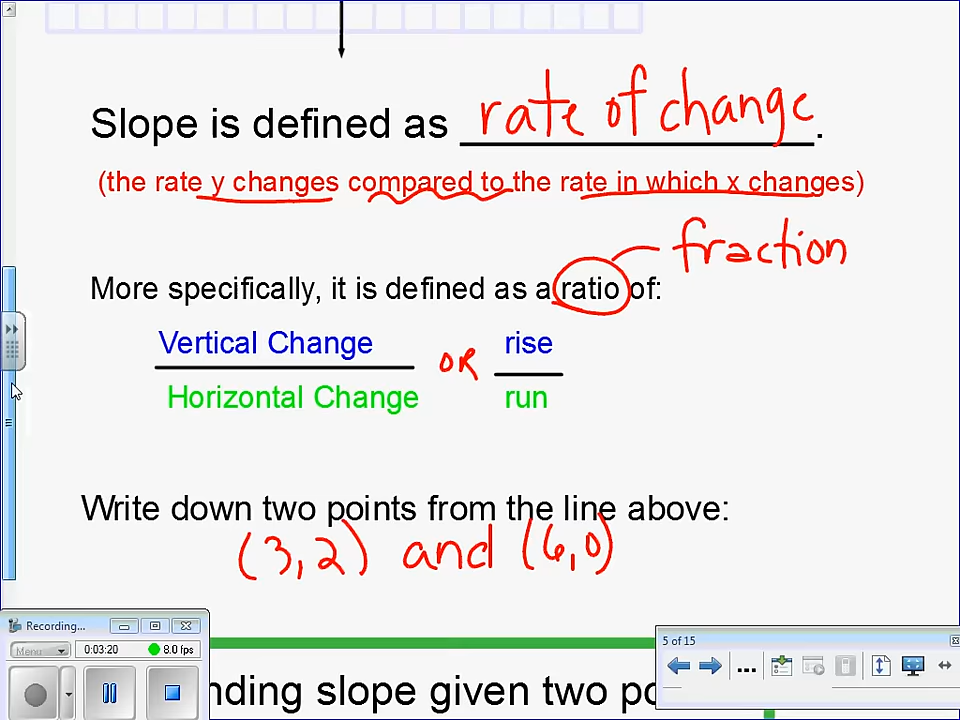 Slope is defined as rate of change.
(the rate y changes compared to the rate in which x changes)
fraction
More specifically, it is defined as a ratio of:
Vertical Change OR rise
Horizontal Change run
Write down two points from the line above:
(3,2) and (6,0)
Recording...
Menu 0:03:20 8.0 fps
5 of 15
nding slope given two po